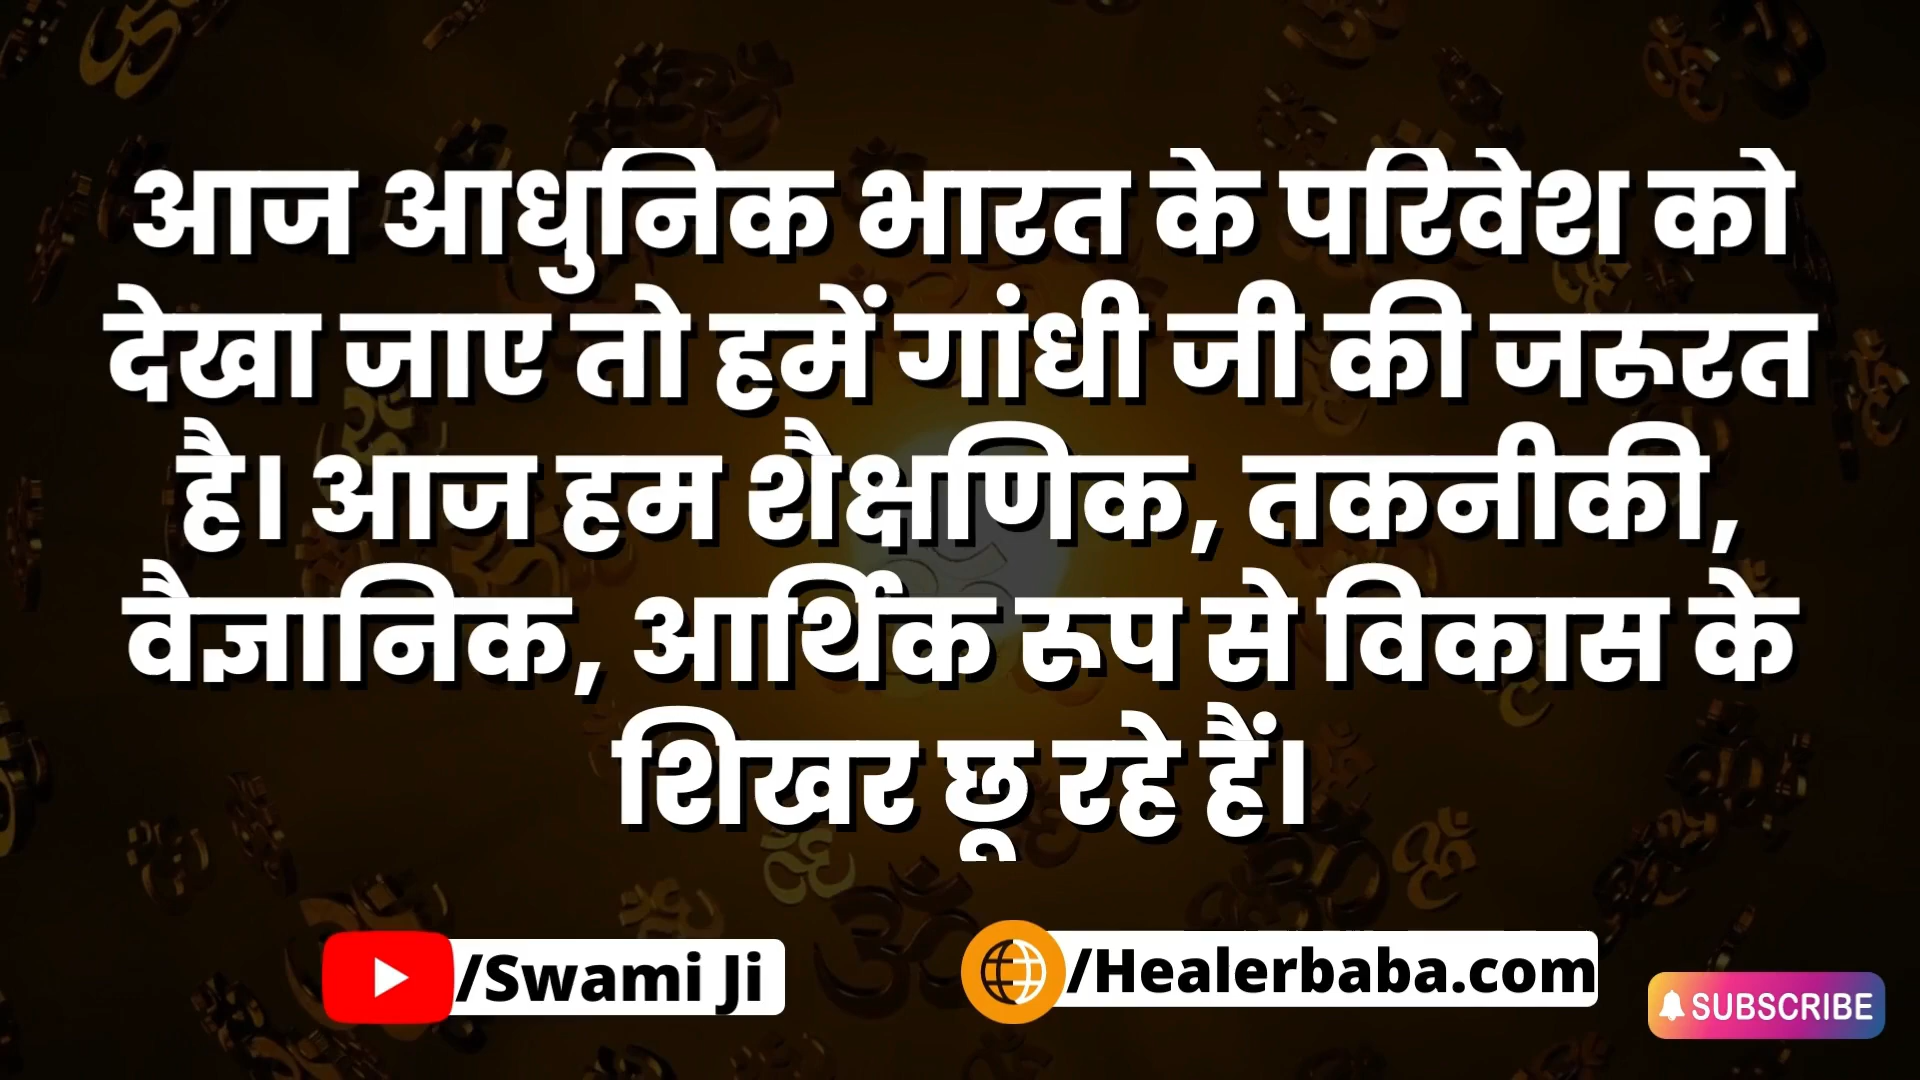 आज आधुनिक भारत के परिवेश को
देखा जाए तो हमें गांधी जी की जरूरत
है। आज हम शैक्षणिक, तकनीकी,
वैज्ञानिक, आर्थिक रूप से विकास के
शिखर छू रहे हैं।
/Swami Ji
/Healerbaba.com
SUBSCRIBE